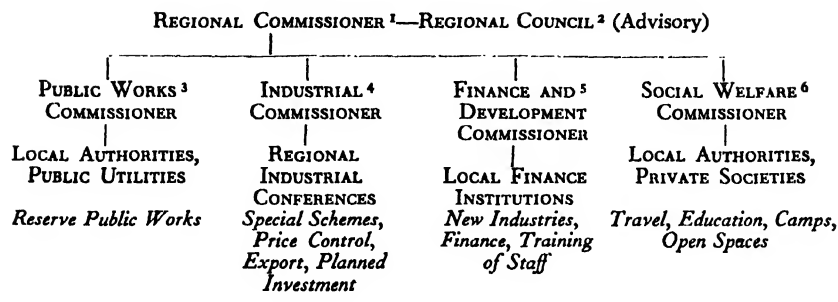 REGIONAL COMMISSIONER ¹—REGIONAL COUNCIL ² (Advisory)
PUBLIC WORKS ³
COMMISSIONER
LOCAL AUTHORITIES,
PUBLIC UTILITIES
Reserve Public Works
INDUSTRIAL ⁴
COMMISSIONER
REGIONAL
INDUSTRIAL
CONFERENCES
Special Schemes,
Price Control,
Export, Planned
Investment
FINANCE AND ⁵
DEVELOPMENT
COMMISSIONER
LOCAL FINANCE
INSTITUTIONS
New Industries,
Finance, Training
of Staff
SOCIAL WELFARE ⁶
COMMISSIONER
LOCAL AUTHORITIES,
PRIVATE SOCIETIES
Travel, Education, Camps,
Open Spaces